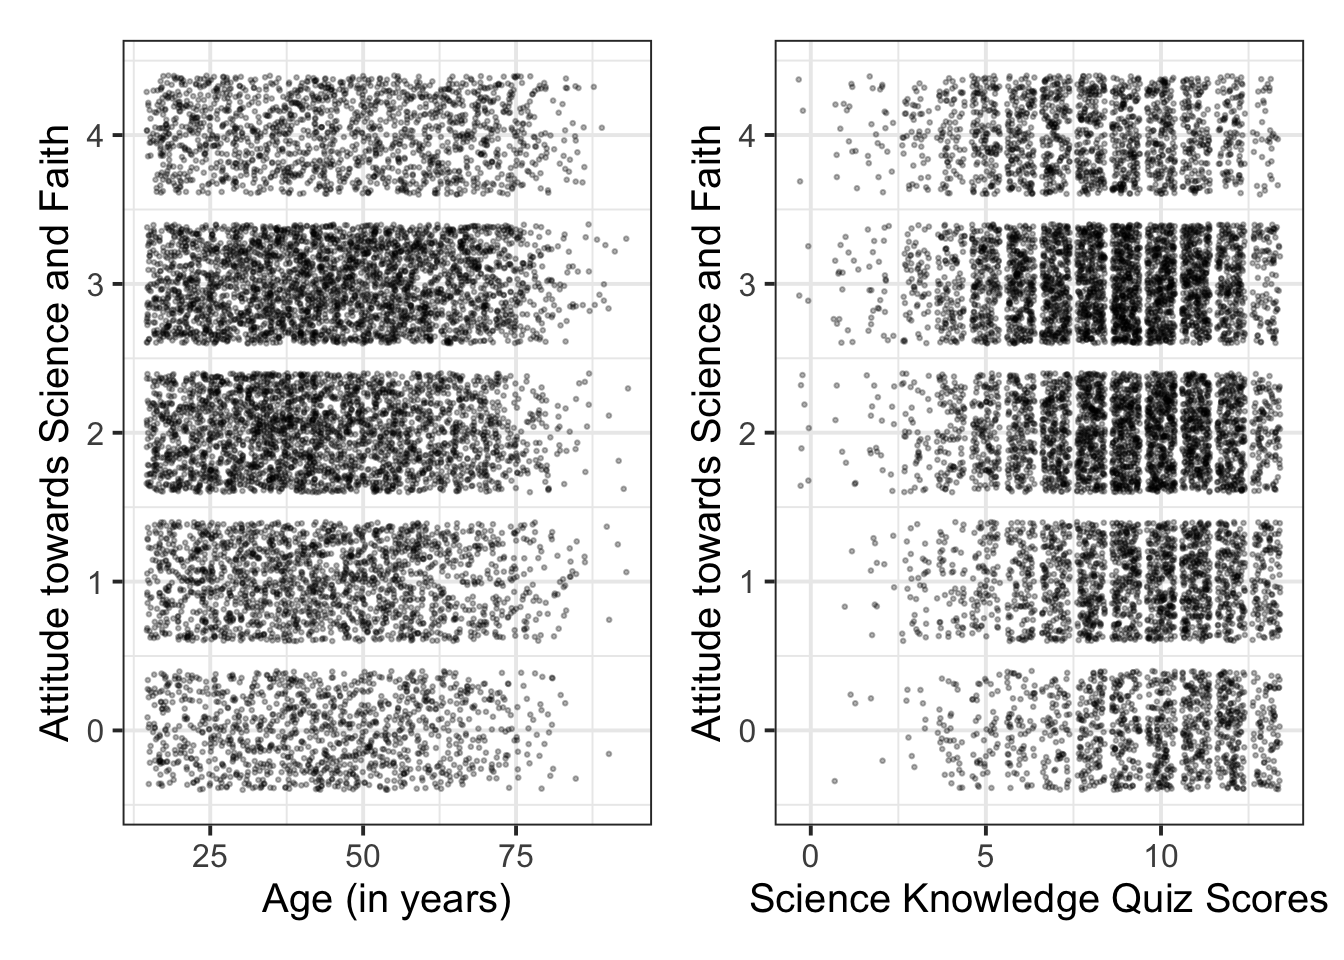 Attitude towards Science and Faith
4
3
2
1
0
25 50 75
Age (in years)
Attitude towards Science and Faith
4
3
2
1
0
0 5 10
Science Knowledge Quiz Scores